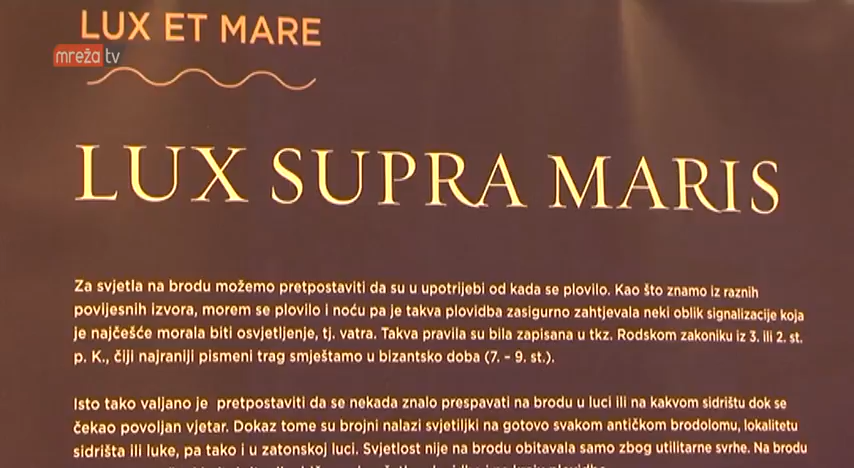 LUX ET MARE
mreža tv
LUX SUPRA MARIS
Za svjetla na brodu možemo pretpostaviti da su u upotrijebi od kada se plovilo. Kao što znamo iz raznih
povijesnih izvora, morem se plovilo i noću pa je takva plovidba zasigurno zahtjevala neki oblik signalizacije koja
je najčešće morala biti osvjetljenje, tj. vatra. Takva pravila su bila zapisana u tkz. Rodskom zakoniku iz 3. ili 2. st.
p. K., čiji najraniji pismeni trag smještamo u bizantsko doba (7. - 9. st.).
Isto tako valjano je pretpostaviti da se nekada znalo prespavati na brodu u luci ili na kakvom sidrištu dok se
čekao povoljan vjetar. Dokaz tome su brojni nalazi svjetiljki na gotovo svakom antičkom brodolomu, lokalitetu
sidrišta ili luke, pa tako i u zatonskoj luci. Svjetlost nije na brodu obitavala samo zbog utilitarne svrhe. Na brodu